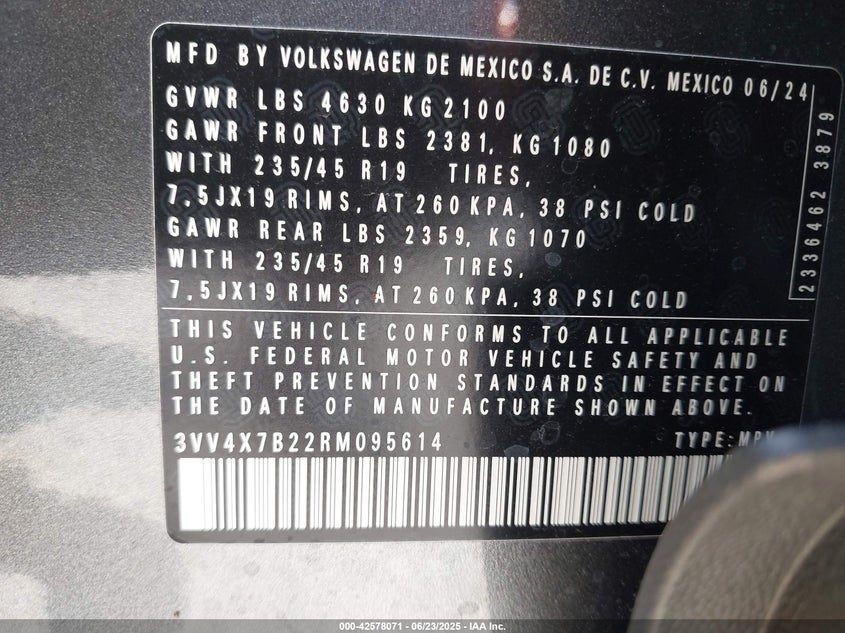 MFD BY VOLKSWAGEN DE MEXICO S.A. DE C.V. MEXICO 06/24
GVWR LBS 4630 KG 2100
GAWR FRONT LBS 2381, KG 1080
WITH 235/45 R19 TIRES,
7,5JX19 RIMS, AT 260 KPA, 38 PSI COLD
GAWR REAR LBS 2359, KG 1070
WITH 235/45 R19 TIRES,
7,5JX19 RIMS, AT 260 KPA, 38 PSI COLD
2336462 3879
THIS VEHICLE CONFORMS TO ALL APPLICABLE
U.S. FEDERAL MOTOR VEHICLE SAFETY AND
THEFT PREVENTION STANDARDS IN EFFECT ON
THE DATE OF MANUFACTURE SHOWN ABOVE.
3VV4X7B22RM095614 TYPE:MPV
000-42578071 - 06/23/2025 - IAA Inc.